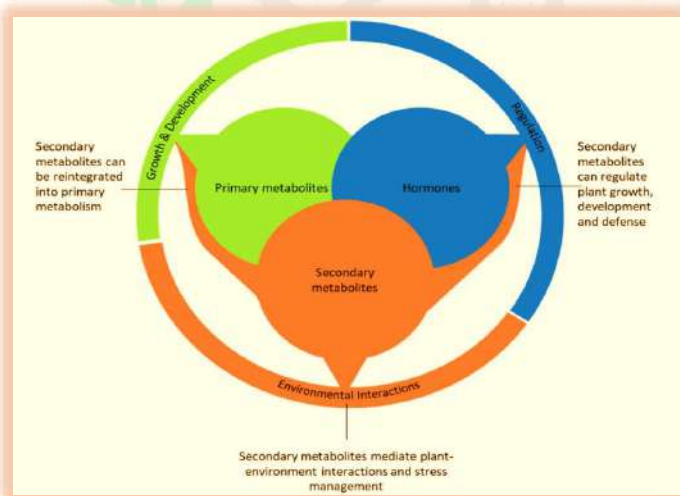 Growth & Development
Regulation
Secondary
metabolites can
be reintegrated
into primary
metabolism
Primary metabolites
Hormones
Secondary
metabolites
can regulate
plant growth,
development
and defense
Secondary
metabolites
Environmental Interactions
Secondary metabolites mediate plant-
environment interactions and stress
management